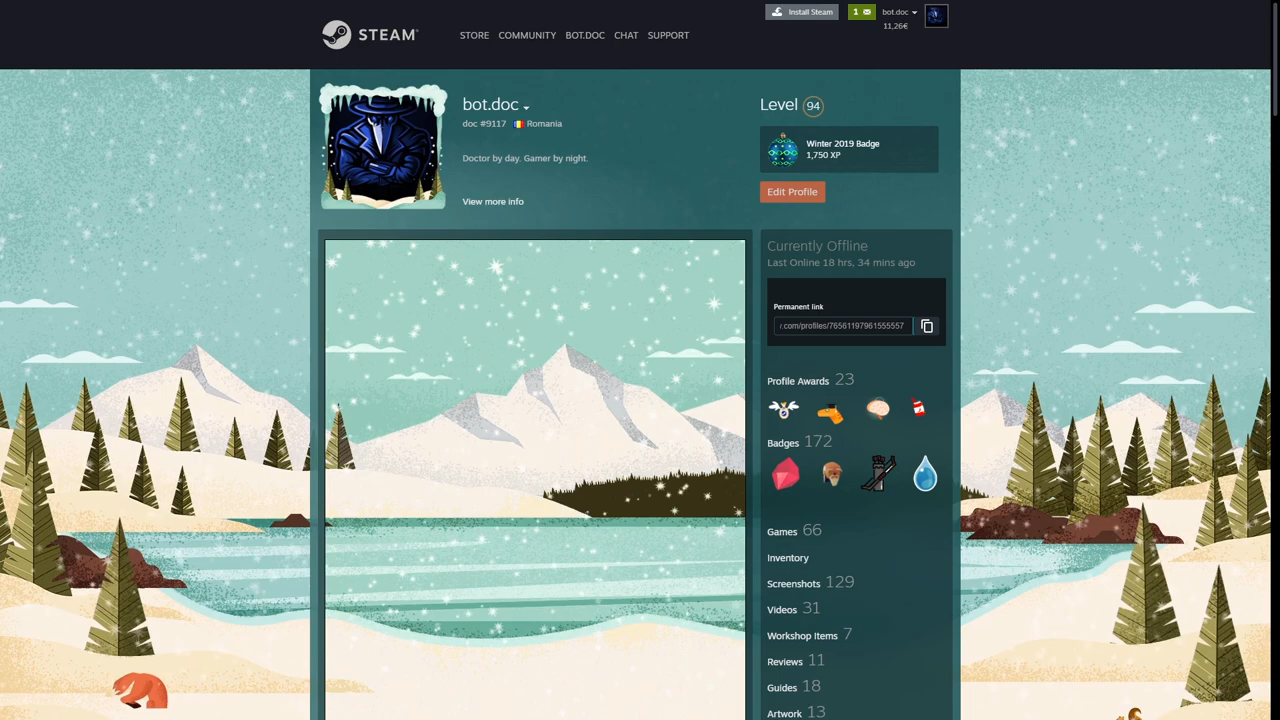 Install Steam
1
bot.doc
11,26€
STEAM®
STORE COMMUNITY BOT.DOC CHAT SUPPORT
bot.doc
doc #9117 Romania
Doctor by day. Gamer by night.
View more info
Level 94
Winter 2019 Badge
1,750 XP
Edit Profile
Currently Offline
Last Online 18 hrs, 34 mins ago
Permanent link
.com/profiles/76561197961555557
Profile Awards 23
Badges 172
Games 66
Inventory
Screenshots 129
Videos 31
Workshop Items 7
Reviews 11
Guides 18
Artwork 13